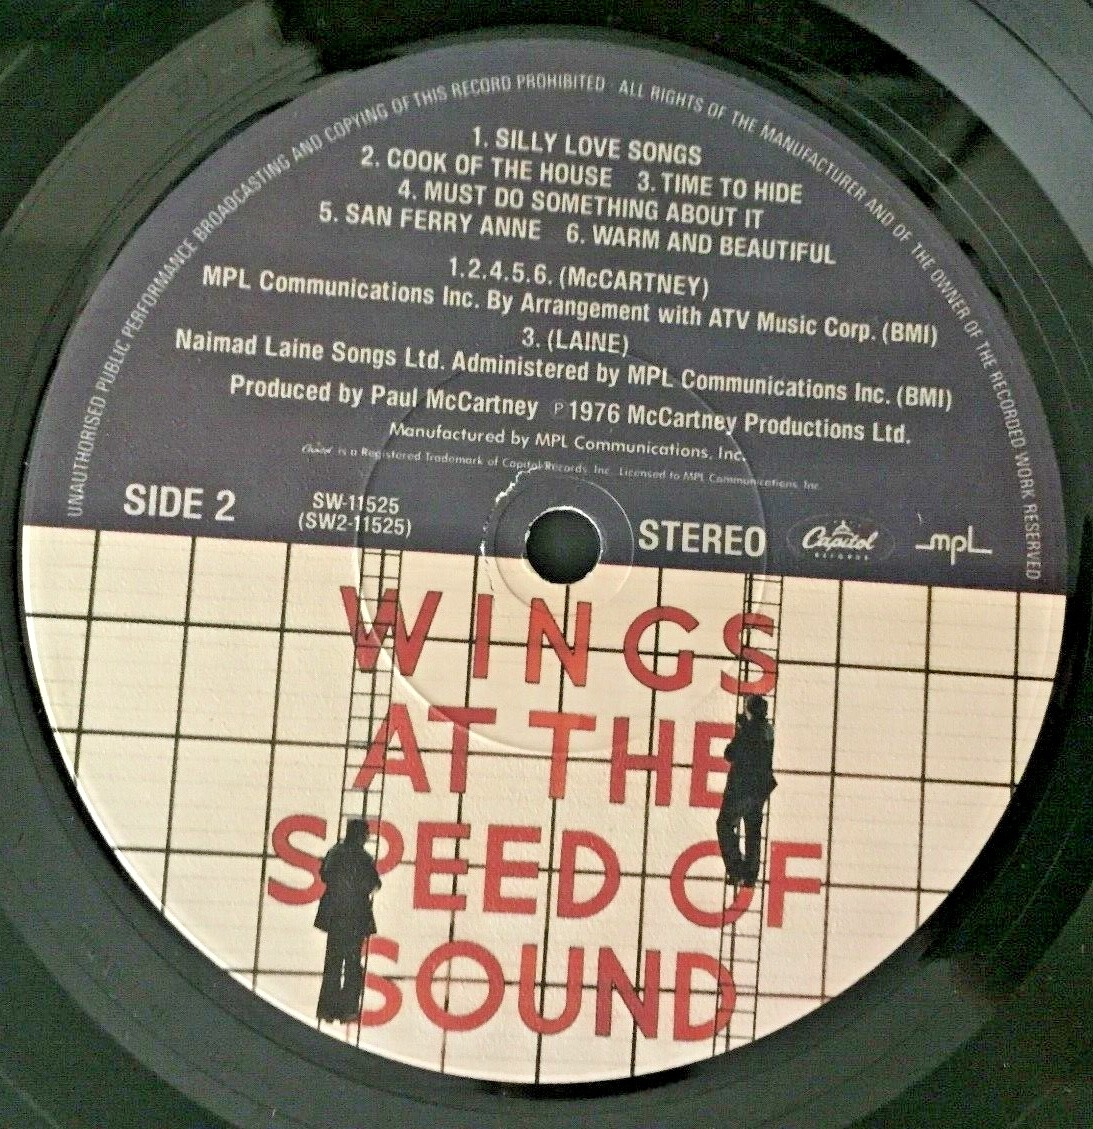 UNAUTHORISED PUBLIC PERFORMANCE BROADCASTING AND COPYING OF THIS RECORD PROHIBITED   ALL RIGHTS OF THE MANUFACTURER AND OF THE OWNER OF THE RECORDED WORK RESERVED
1. SILLY LOVE SONGS
2. COOK OF THE HOUSE   3. TIME TO HIDE
4. MUST DO SOMETHING ABOUT IT
5. SAN FERRY ANNE   6. WARM AND BEAUTIFUL
1.2.4.5.6. (McCARTNEY)
MPL Communications Inc. By Arrangement with ATV Music Corp. (BMI)
3. (LAINE)
Naimad Laine Songs Ltd. Administered by MPL Communications Inc. (BMI)
Produced by Paul McCartney ℗ 1976 McCartney Productions Ltd.
Manufactured by MPL Communications, Inc.
Capitol is a Registered Trademark of Capitol Records, Inc. Licensed to MPL Communications Inc.
SIDE 2
SW-11525
(SW2-11525)
STEREO
Capitol
RECORDS
mpl
WINGS
AT THE
SPEED OF
SOUND